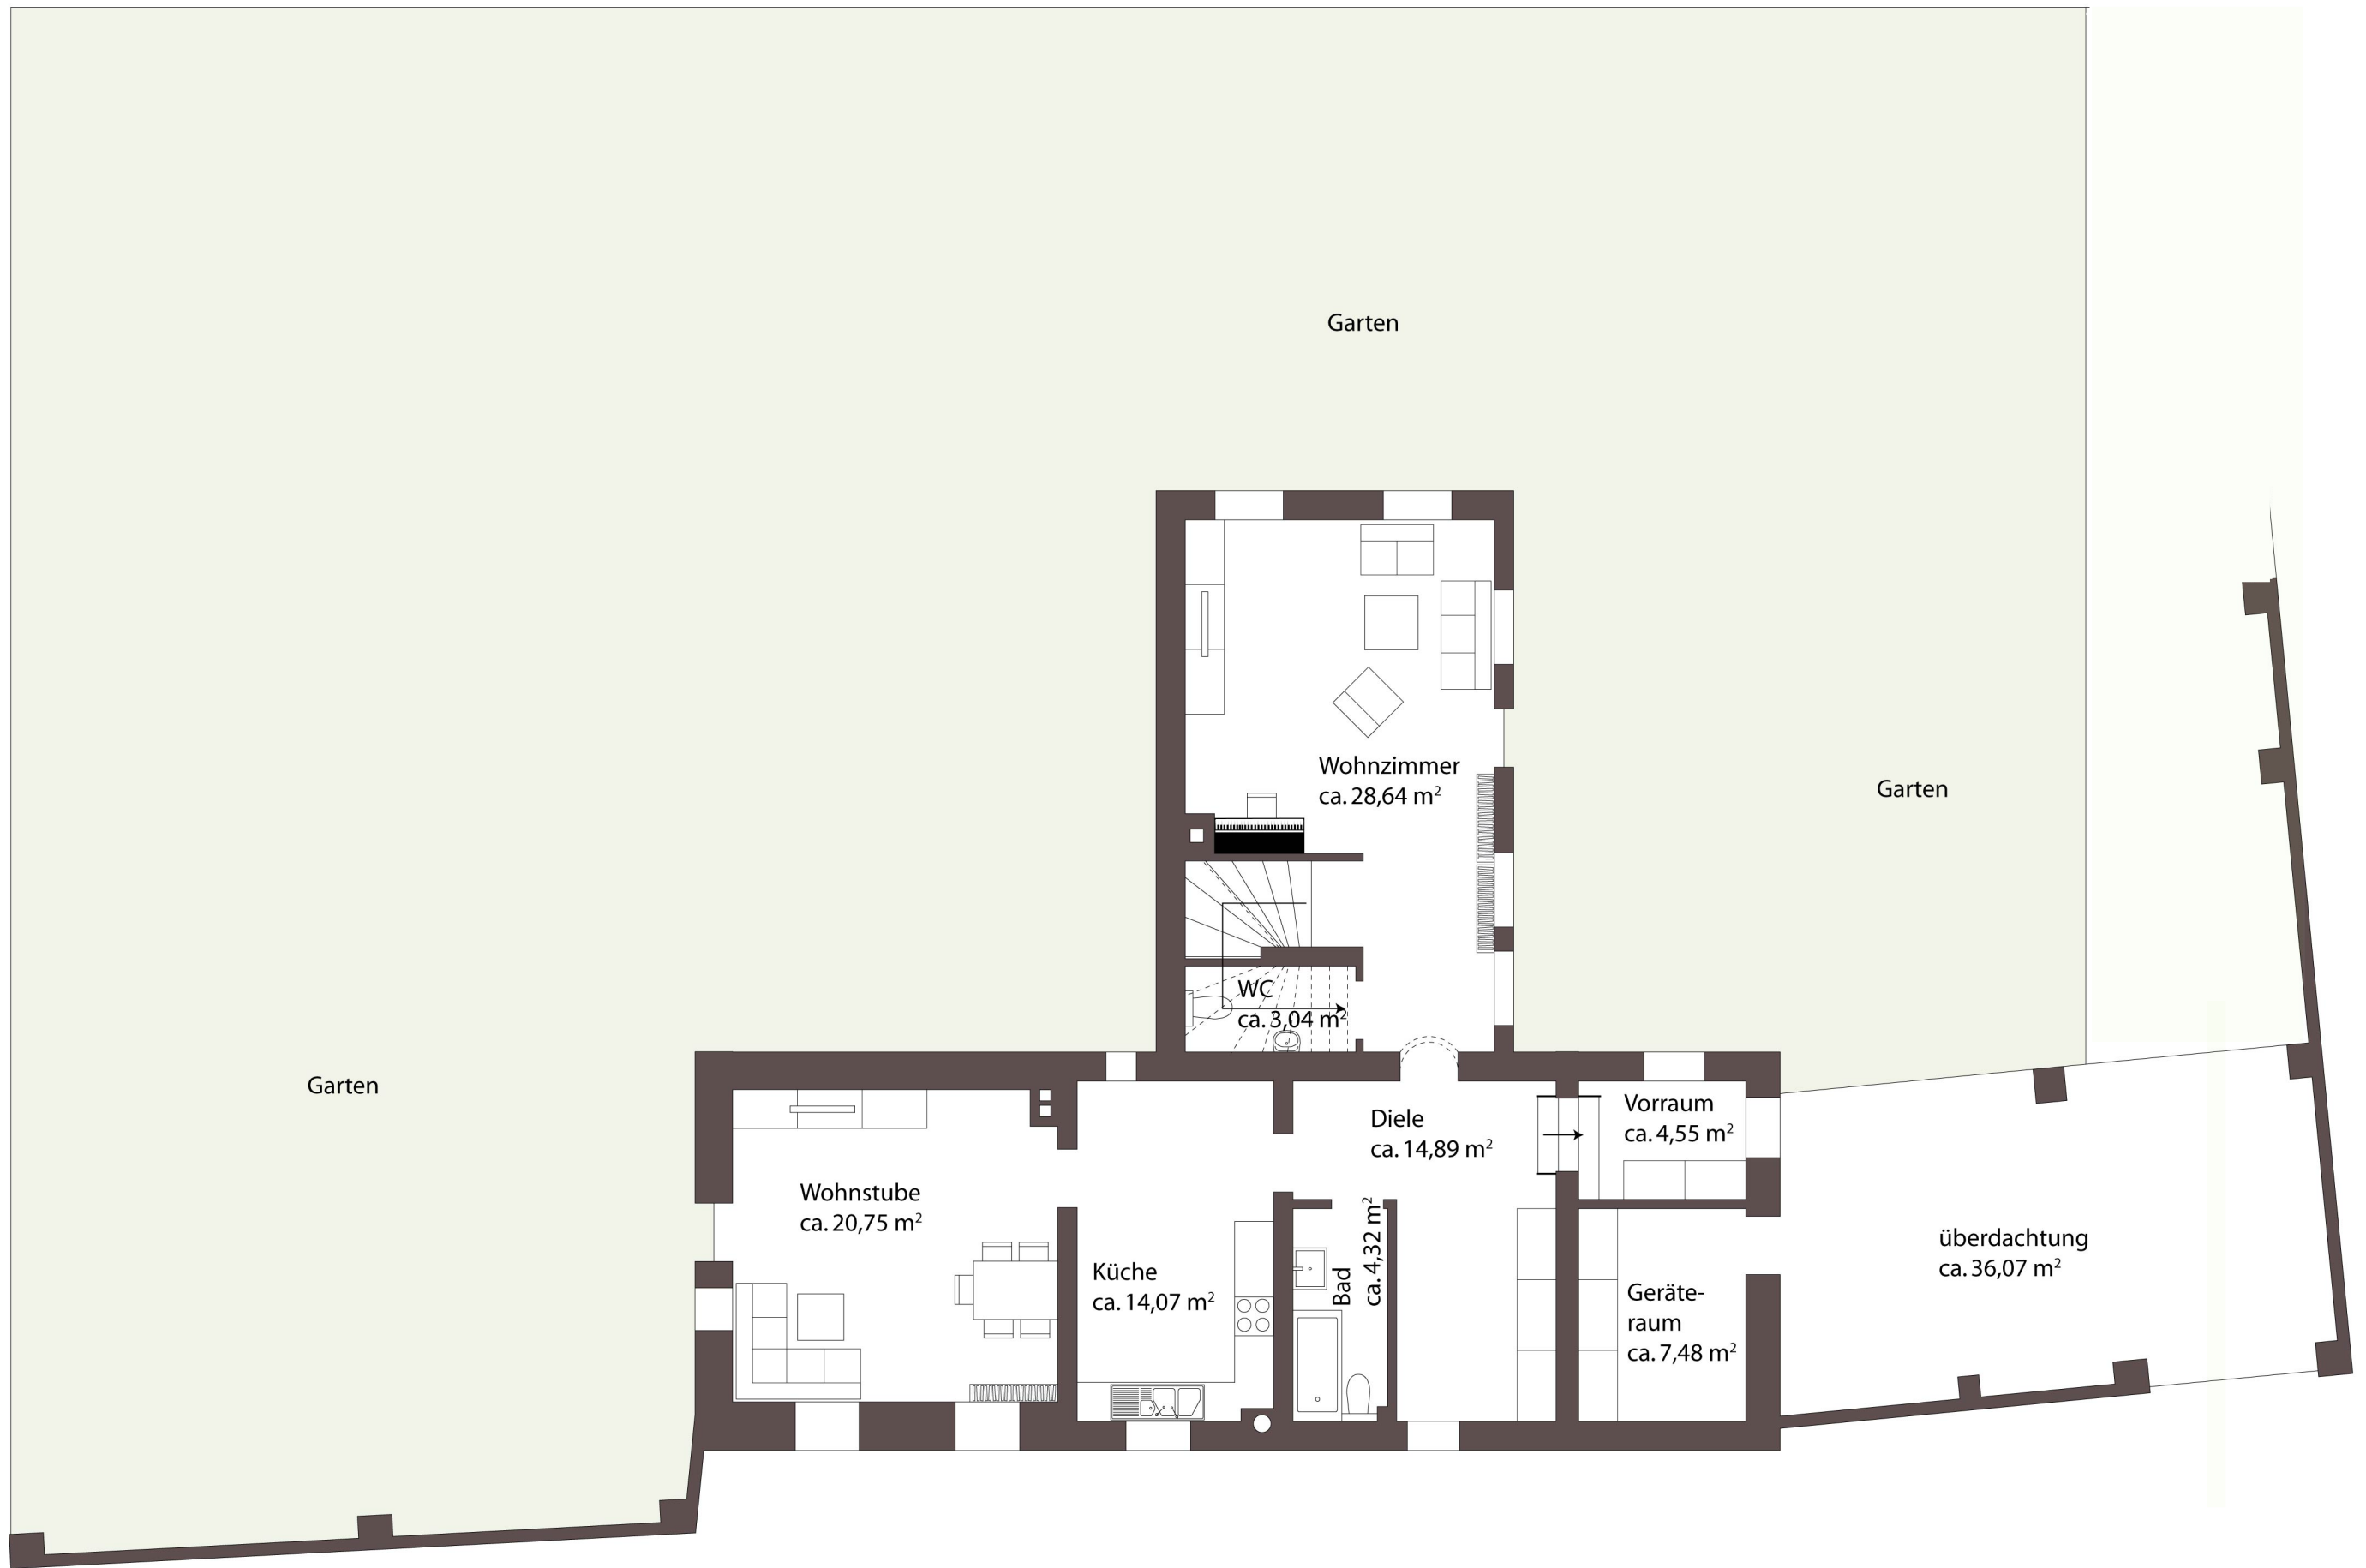 Garten
Wohnzimmer
ca. 28,64 m²
Garten
WC
ca. 3,04 m²
Garten
Diele
ca. 14,89 m²
Vorraum
ca. 4,55 m²
Wohnstube
ca. 20,75 m²
Küche
ca. 14,07 m²
Bad
ca. 4,32 m²
Geräte-
raum
ca. 7,48 m²
überdachtung
ca. 36,07 m²